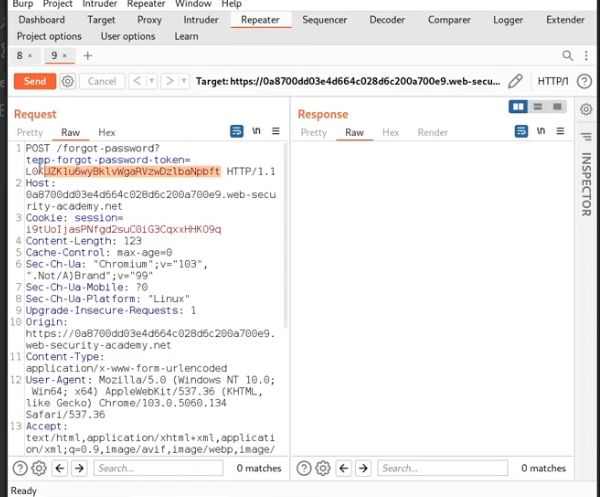 Burp Project Intruder Repeater Window Help
Dashboard Target Proxy Intruder Repeater Sequencer Decoder Comparer Logger Extender
Project options User options Learn
8 × 9 × +
Send Cancel < > Target: https://0a8700dd03e4d664c028d6c200a700e9.web-secu... HTTP/1
Request
Pretty Raw Hex \n
Response
Pretty Raw Hex Render \n
INSPECTOR
1 POST /forgot-password?
temp-forgot-password-token=
HTTP/1.1
2 Host:
0a8700dd03e4d664c028d6c200a700e9.web-sec
urity-academy.net
3 Cookie: session=
i9tUoIjasPNfgd2suC0iG3CqxxHHKO9q
4 Content-Length: 123
5 Cache-Control: max-age=0
6 Sec-Ch-Ua: "Chromium";v="103",
".Not/A)Brand";v="99"
7 Sec-Ch-Ua-Mobile: ?0
8 Sec-Ch-Ua-Platform: "Linux"
9 Upgrade-Insecure-Requests: 1
10 Origin:
https://0a8700dd03e4d664c028d6c200a700e9.
web-security-academy.net
11 Content-Type:
application/x-www-form-urlencoded
12 User-Agent: Mozilla/5.0 (Windows NT 10.0;
Win64; x64) AppleWebKit/537.36 (KHTML,
like Gecko) Chrome/103.0.5060.134
Safari/537.36
13 Accept:
text/html,application/xhtml+xml,applicati
on/xml;q=0.9,image/avif,image/webp,image/
Search... 0 matches
Search... 0 matches
Ready